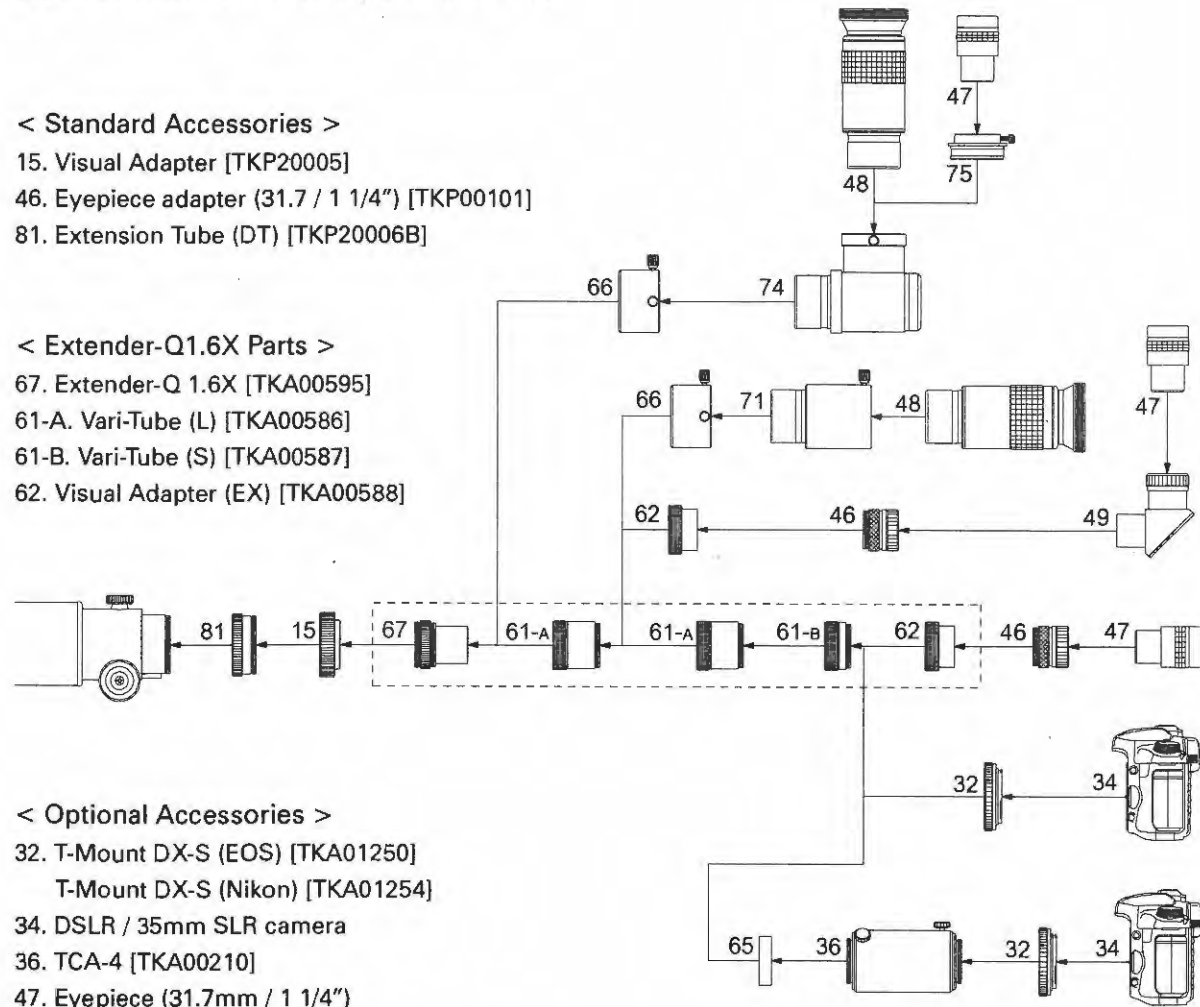 < Standard Accessories >
15. Visual Adapter [TKP20005]
46. Eyepiece adapter (31.7 / 1 1/4″) [TKP00101]
81. Extension Tube (DT) [TKP20006B]
< Extender-Q1.6X Parts >
67. Extender-Q 1.6X [TKA00595]
61-A. Vari-Tube (L) [TKA00586]
61-B. Vari-Tube (S) [TKA00587]
62. Visual Adapter (EX) [TKA00588]
47
48
75
66
74
66
71
48
47
62
46
49
81
15
67
61-A
61-A
61-B
62
46
47
32
34
65
36
32
34
< Optional Accessories >
32. T-Mount DX-S (EOS) [TKA01250]
T-Mount DX-S (Nikon) [TKA01254]
34. DSLR / 35mm SLR camera
36. TCA-4 [TKA00210]
47. Eyepiece (31.7mm / 1 1/4″)